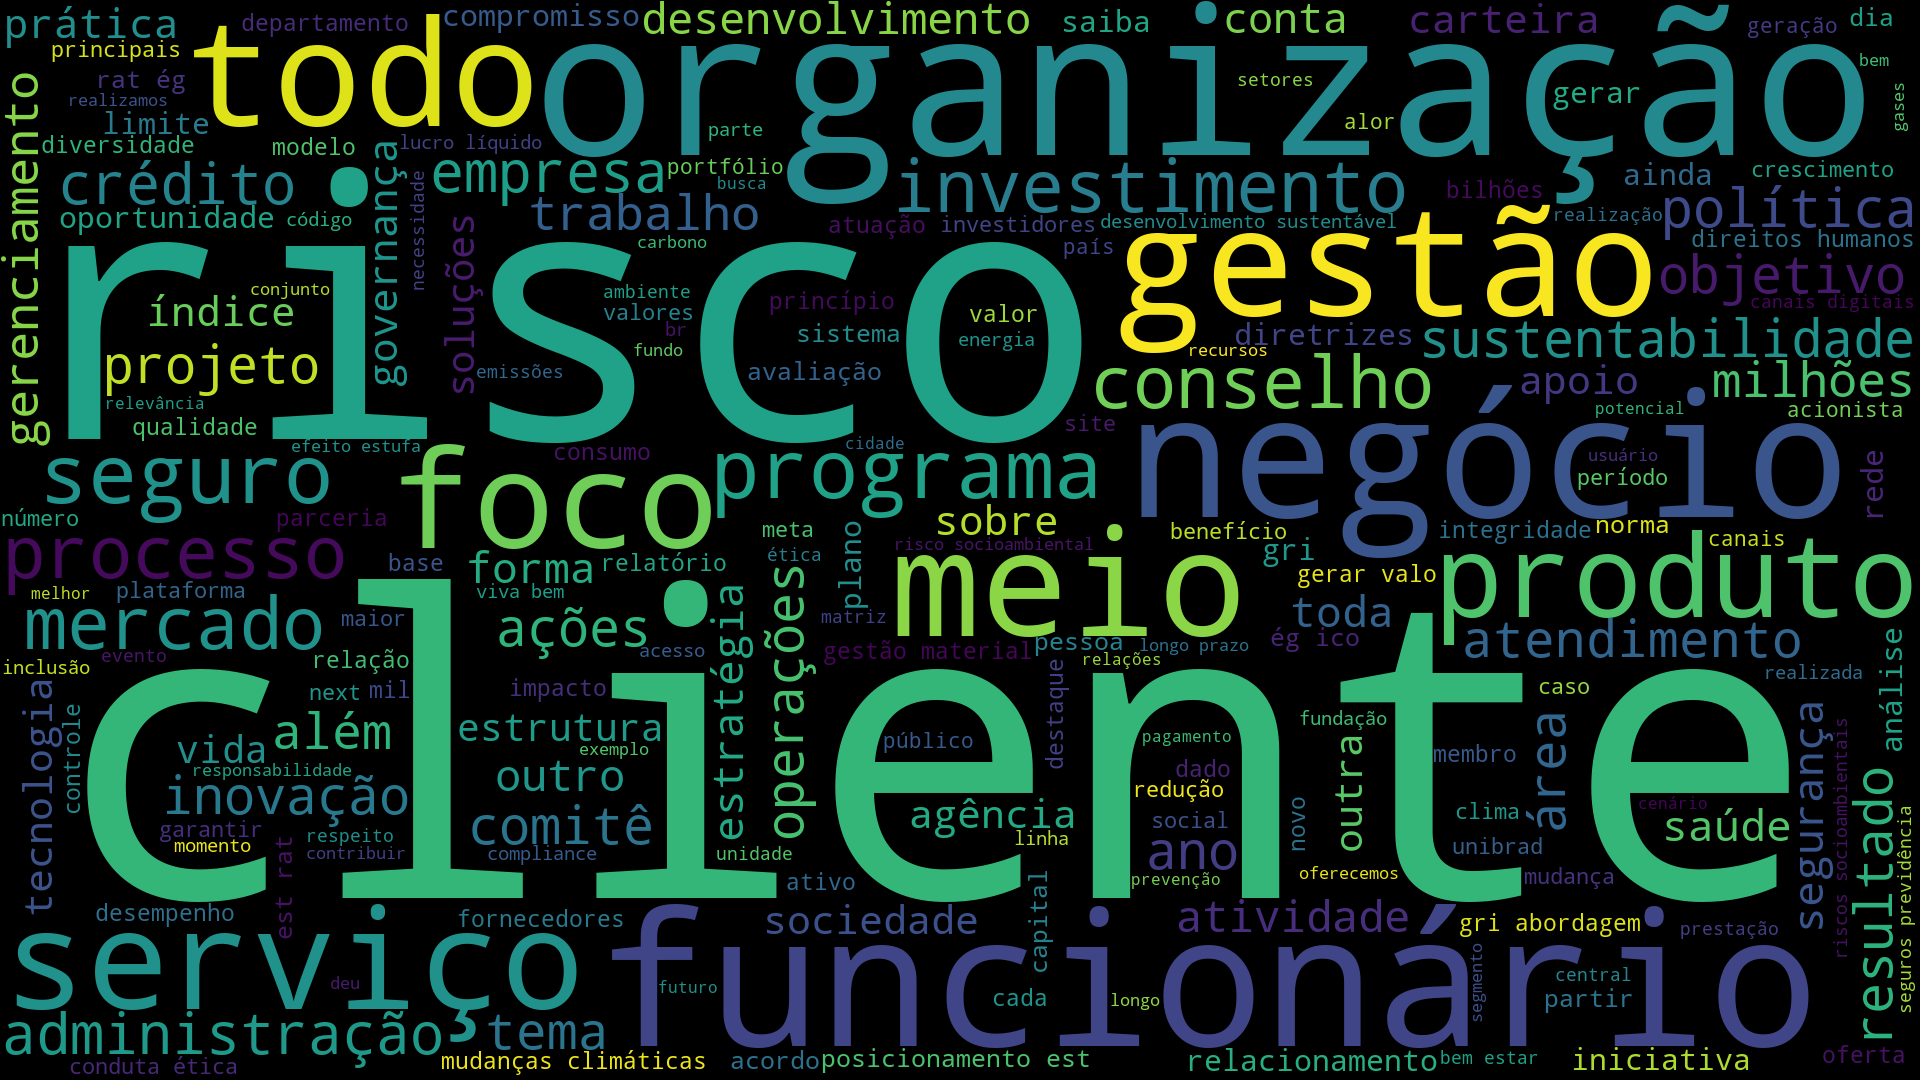 prática
departamento
compromisso
desenvolvimento
saiba
conta
carteira
geração
dia
principais
todo
organização
bem
rat ég
realizamos
limite
setores
gerar
gases
diversidade
modelo
lucro líquido
parte
alor
gerenciamento
crédito
governança
necessidade
empresa
portfólio
busca
investimento
bilhões
ainda
crescimento
oportunidade
código
trabalho
atuação
investidores
desenvolvimento sustentável
realização
política
soluções
carbono
país
direitos humanos
risco
gestão
conjunto
índice
ambiente
valores
princípio
valor
objetivo
canais digitais
br
sistema
energia
diretrizes
sustentabilidade
projeto
fundo
recursos
emissões
avaliação
conselho
apoio
milhões
relevância
qualidade
site
potencial
acionista
efeito estufa
consumo
cidade
negócio
usuário
seguro
foco
programa
período
rede
número
parceria
meta
plano
sobre
benefício
integridade
norma
processo
base
forma
relatório
ética
risco socioambiental
meio
gri
canais
produto
melhor
plataforma
viva bem
operações
gerar valo
mercado
maior
ações
estratégia
matriz
toda
atendimento
análise
evento
inclusão
relação
acesso
gestão material
pessoa
longo prazo
relações
ég ico
realizada
tecnologia
controle
next
mil
impacto
destaque
caso
cliente
vida
além
estrutura
exemplo
público
pagamento
fundação
outra
membro
área
segurança
riscos socioambientais
responsabilidade
inovação
outro
dado
redução
cenário
resultado
garantir
momento
respeito
contribuir
comitê
compliance
unidade
agência
linha
social
ano
novo
clima
unibrad
saúde
seguros previdência
est rat
ativo
prevenção
oferecemos
mudança
desempenho
fornecedores
sociedade
capital
atividade
gri abordagem
prestação
serviço
deu
funcionário
futuro
cada
longo
segmento
central
partir
administração
tema
conduta ética
mudanças climáticas
acordo
posicionamento est
relacionamento
bem estar
iniciativa
oferta